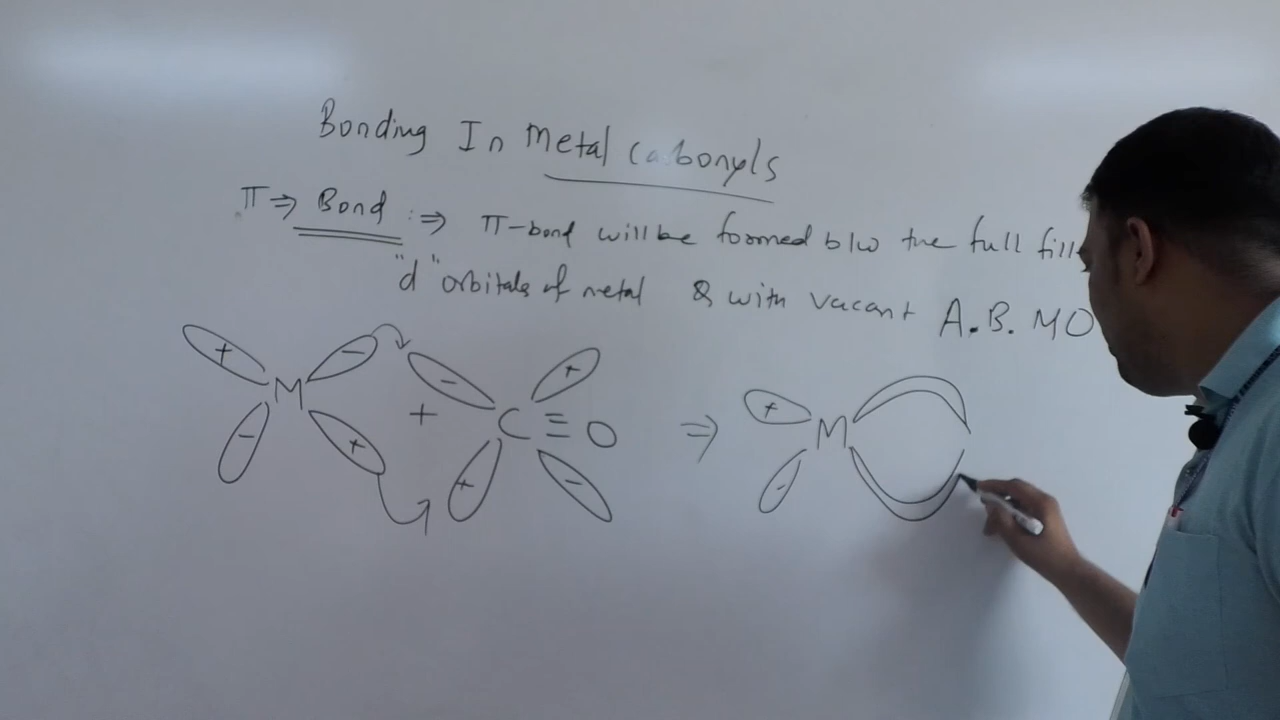 Bonding In Metal Carbonyls
π ⇒ Bond :⇒ π-bond will be formed b/w the full fill
"d" orbitals of metal & with vacant A.B. MO
+ M - - + C ≡ O + ⇒ + M
- + + - -